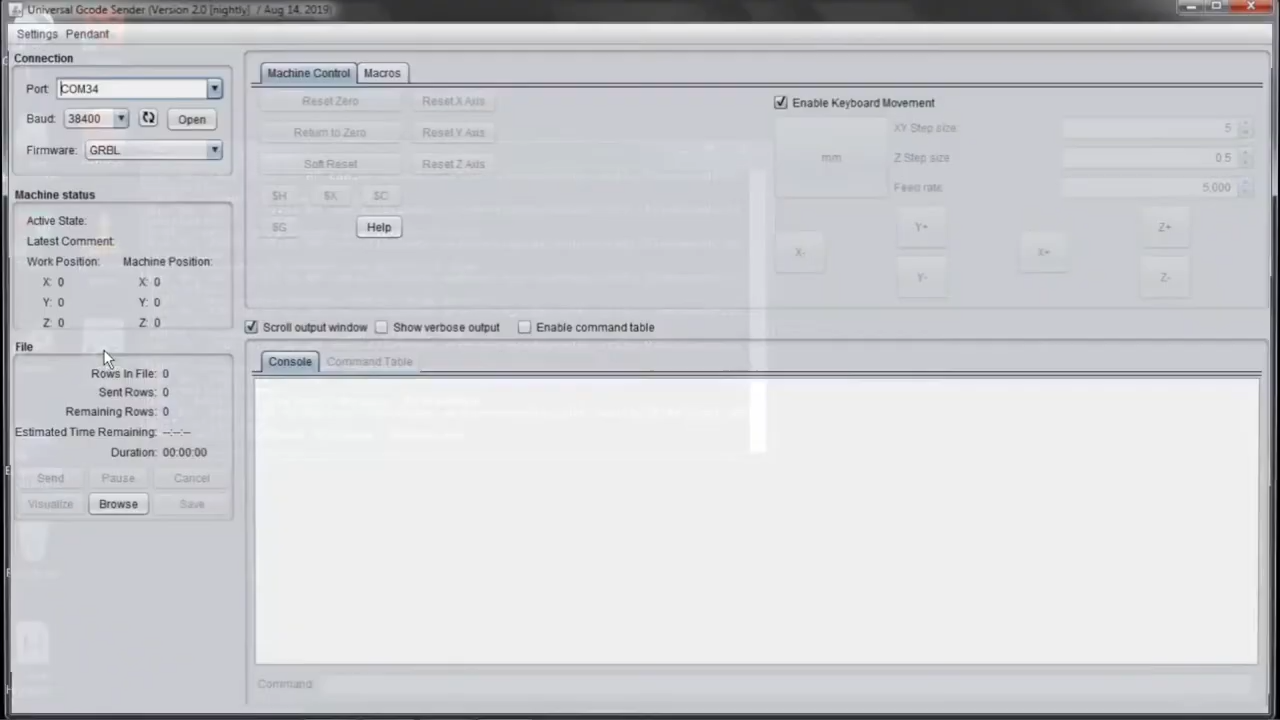 Universal Gcode Sender (Version 2.0 [nightly] / Aug 14, 2019)
Settings Pendant
Connection
Port: COM34
Baud: 38400 Open
Firmware: GRBL
Machine status
Active State:
Latest Comment:
Work Position: Machine Position:
X: 0 X: 0
Y: 0 Y: 0
Z: 0 Z: 0
File
Rows In File: 0
Sent Rows: 0
Remaining Rows: 0
Estimated Time Remaining: --:--:--
Duration: 00:00:00
Send Pause Cancel
Visualize Browse Save
Machine Control Macros
Reset Zero Reset X Axis
Return to Zero Reset Y Axis
Soft Reset Reset Z Axis
$H $X $C
$G Help
Enable Keyboard Movement
mm
XY Step size: 5
Z Step size: 0.5
Feed rate: 5,000
Y+ Z+
X- X+
Y- Z-
Scroll output window Show verbose output Enable command table
Console Command Table
Command: